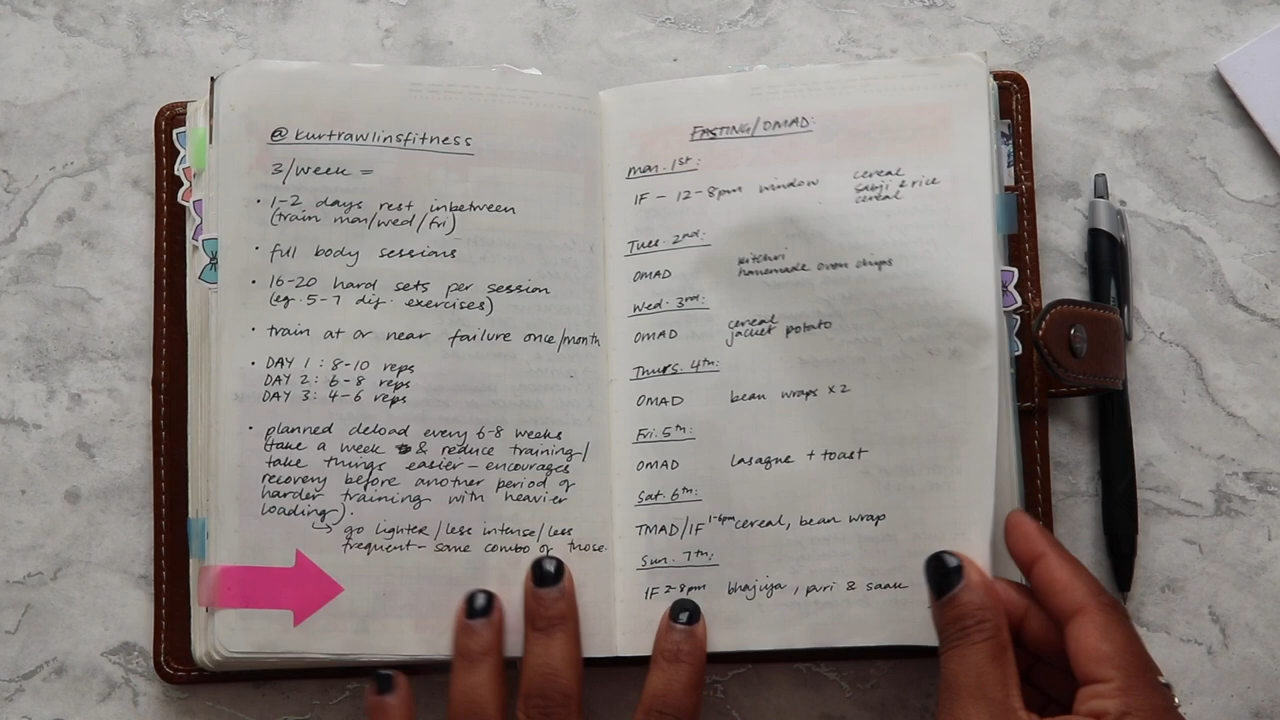 @kurtrawlinsfitness
3/week =
• 1-2 days rest inbetween
(train mon/wed/fri)
• full body sessions
• 16-20 hard sets per session
(eg. 5-7 dif. exercises)
• train at or near failure once/month
• DAY 1 : 8-10 reps
DAY 2 : 6-8 reps
DAY 3 : 4-6 reps
• planned deload every 6-8 weeks
(take a week & reduce training/
take things easier - encourages
recovery before another period of
harder training with heavier
loading).
↳ go lighter/less intense/less
frequent - some combo of those.
FASTING/OMAD:
Mon. 1st:
IF - 12-8pm window
cereal
sabji & rice
cereal
Tues. 2nd:
OMAD
kitchri
homemade oven chips
Wed. 3rd:
OMAD
cereal
jacket potato
Thurs. 4th:
OMAD bean wraps x2
Fri. 5th:
OMAD lasagne + toast
Sat. 6th:
TMAD/IF 1-6pm cereal, bean wrap
Sun. 7th:
IF 2-8pm bhajiya, puri & saak